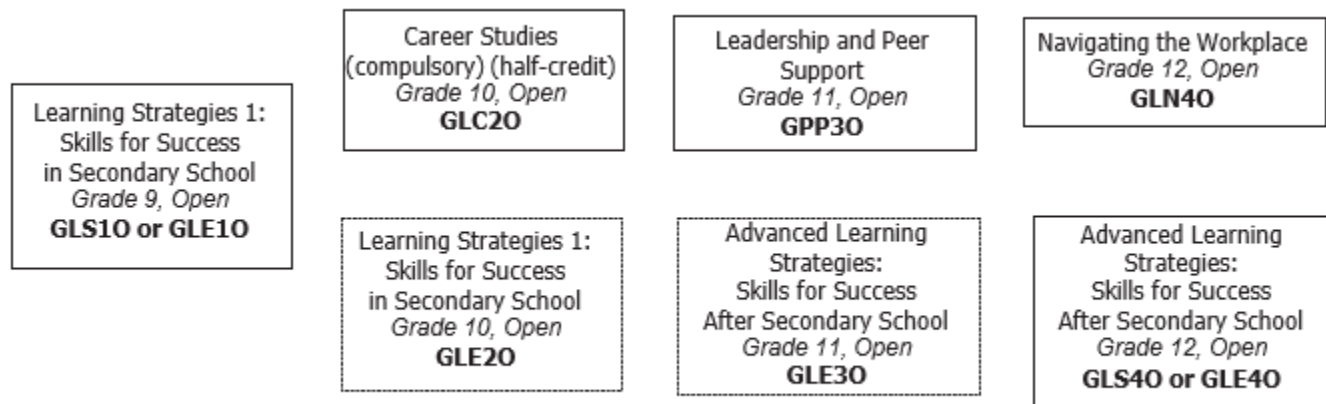 Learning Strategies 1:
Skills for Success
in Secondary School
Grade 9, Open
GLS1O or GLE1O
Career Studies
(compulsory) (half-credit)
Grade 10, Open
GLC2O
Leadership and Peer
Support
Grade 11, Open
GPP3O
Navigating the Workplace
Grade 12, Open
GLN4O
Learning Strategies 1:
Skills for Success
in Secondary School
Grade 10, Open
GLE2O
Advanced Learning
Strategies:
Skills for Success
After Secondary School
Grade 11, Open
GLE3O
Advanced Learning
Strategies:
Skills for Success
After Secondary School
Grade 12, Open
GLS4O or GLE4O